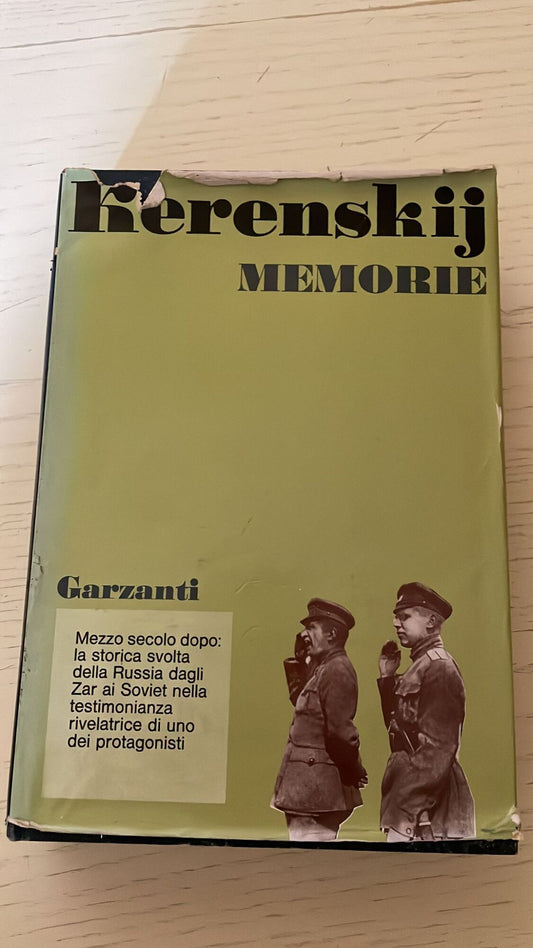 Kerenskij
MEMORIE
Garzanti
Mezzo secolo dopo:
la storica svolta
della Russia dagli
Zar ai Soviet nella
testimonianza
rivelatrice di uno
dei protagonisti